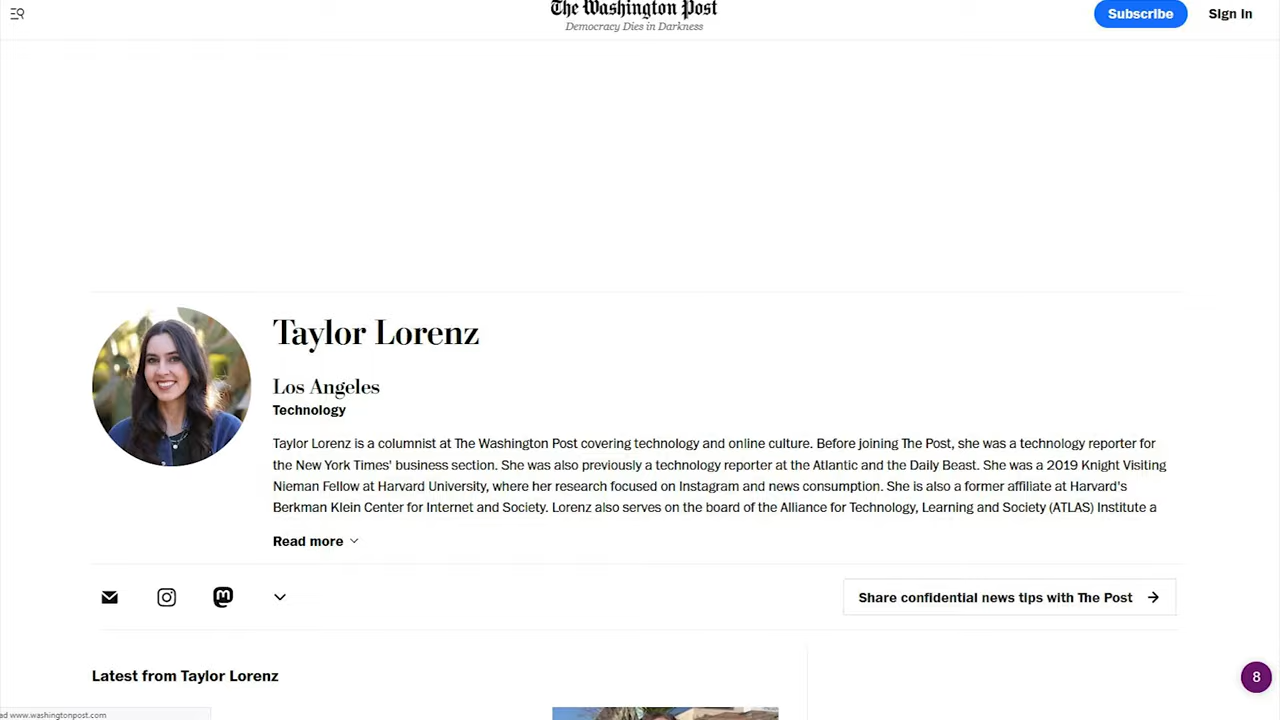 The Washington Post
Democracy Dies in Darkness
Subscribe
Sign in
Taylor Lorenz
Los Angeles
Technology
Taylor Lorenz is a columnist at The Washington Post covering technology and online culture. Before joining The Post, she was a technology reporter for
the New York Times' business section. She was also previously a technology reporter at the Atlantic and the Daily Beast. She was a 2019 Knight Visiting
Nieman Fellow at Harvard University, where her research focused on Instagram and news consumption. She is also a former affiliate at Harvard's
Berkman Klein Center for Internet and Society. Lorenz also serves on the board of the Alliance for Technology, Learning and Society (ATLAS) Institute a
Read more
Share confidential news tips with The Post
Latest from Taylor Lorenz
8
ad www.washingtonpost.com